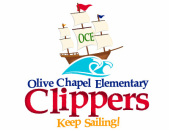 OCE
Olive Chapel Elementary
Clippers
Keep Sailing!